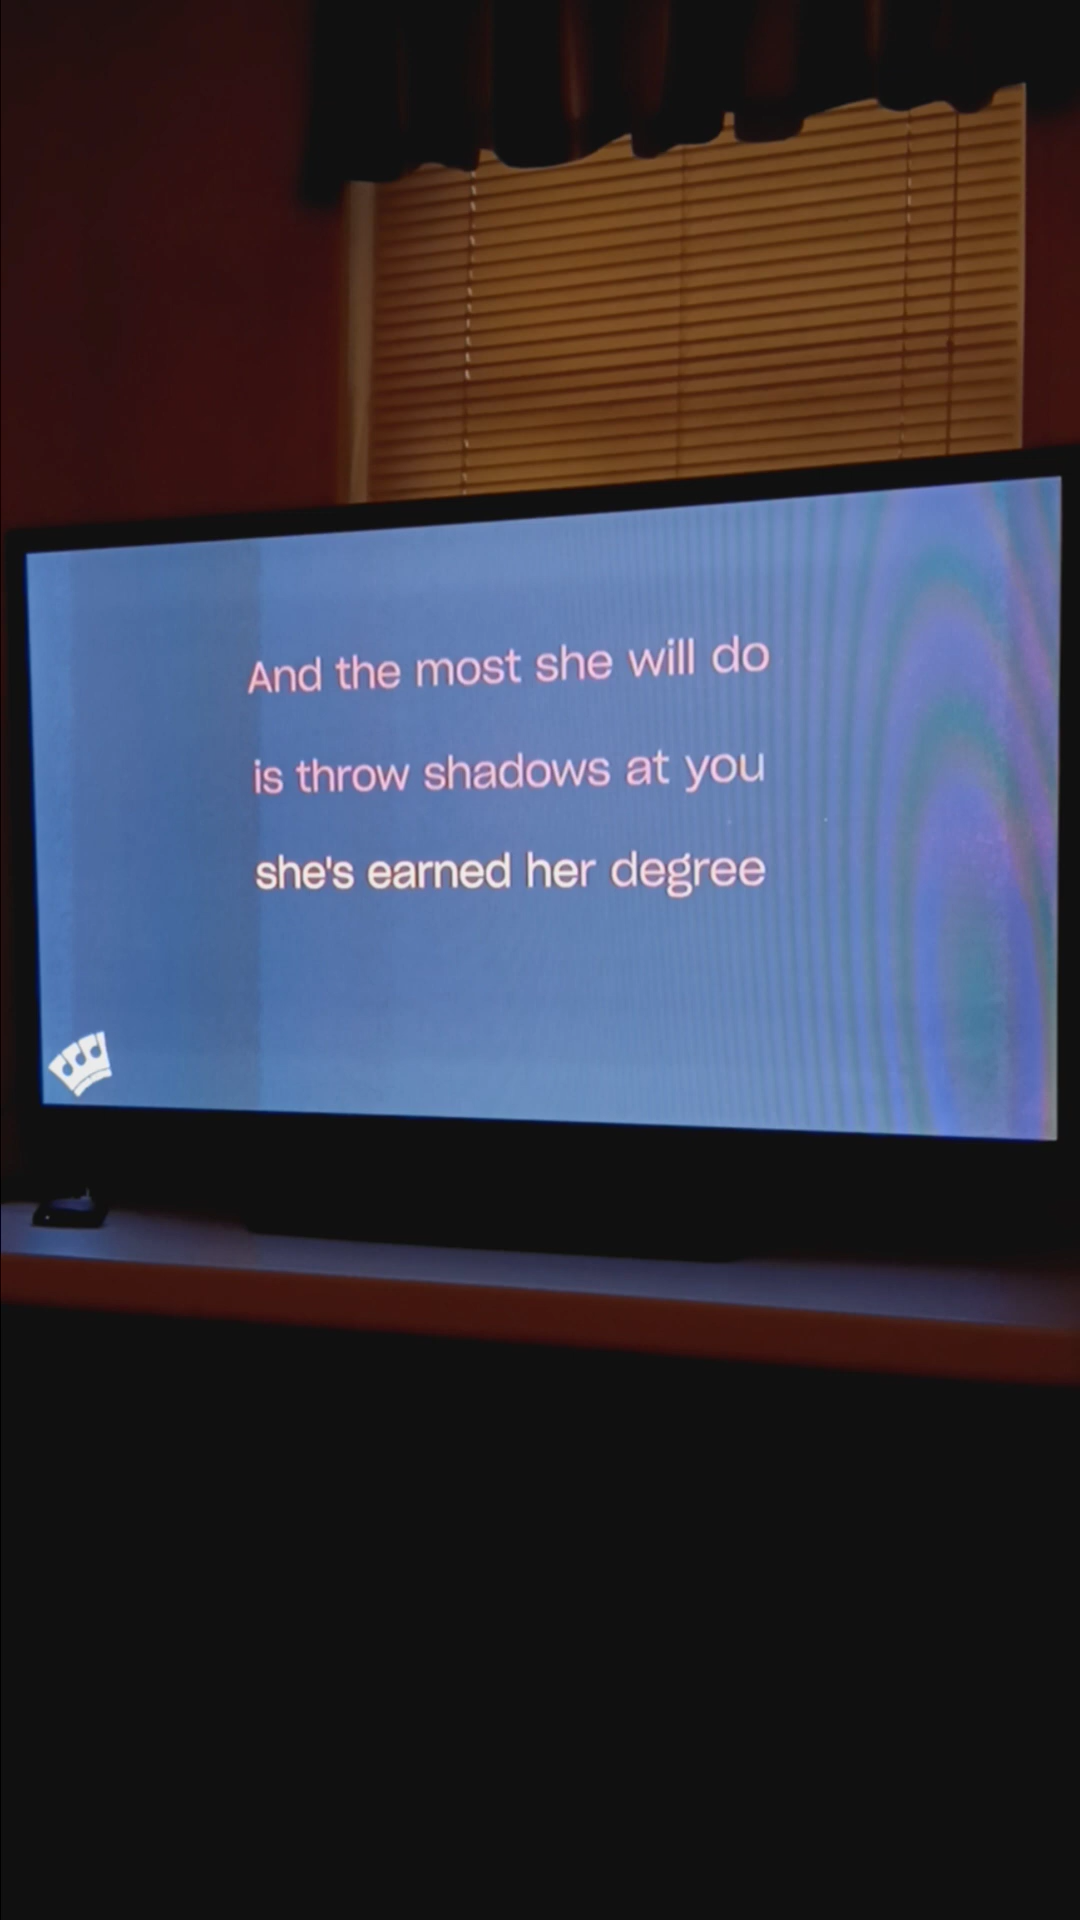 And the most she will do
is throw shadows at you
she's earned her degree